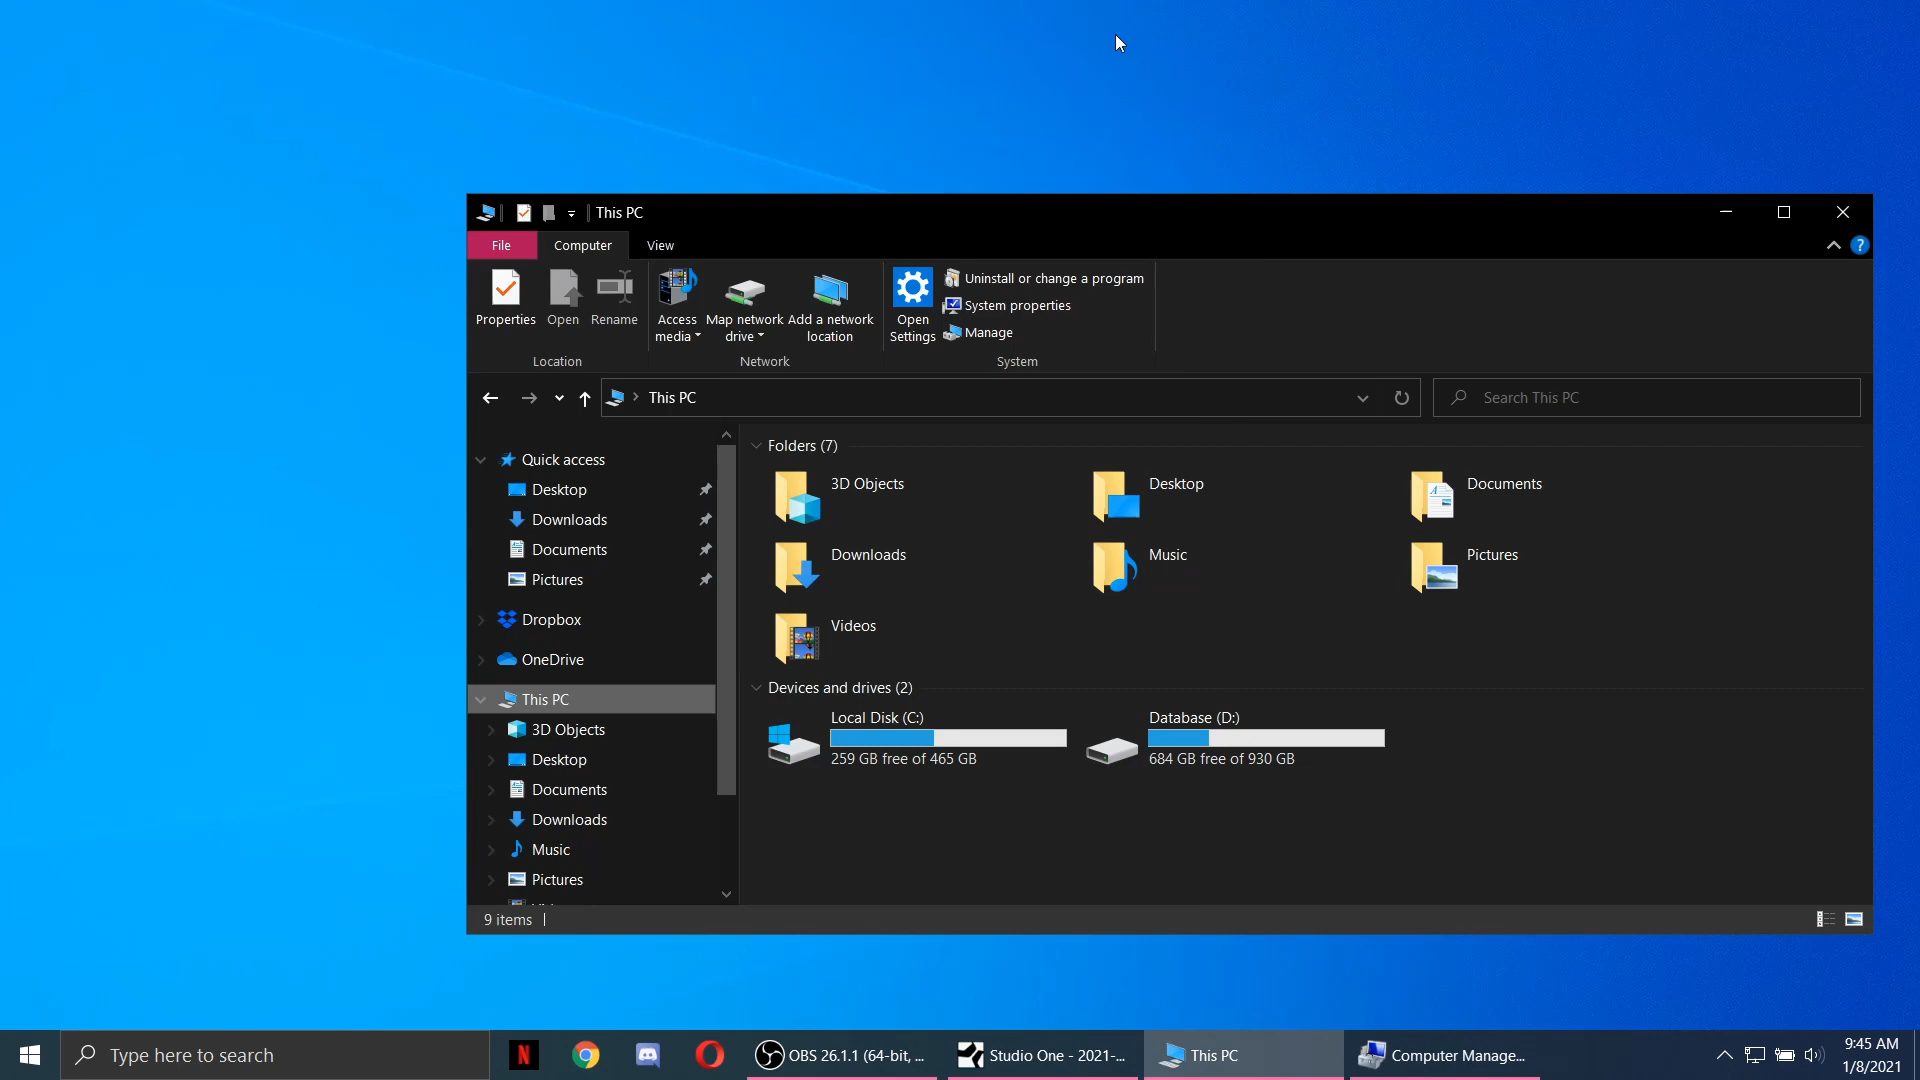 This PC
File
Computer
View
Properties
Open
Rename
Access
media
Map network
drive
Add a network
location
Open
Settings
Uninstall or change a program
System properties
Manage
Location
Network
System
This PC
Search This PC
Quick access
Desktop
Downloads
Documents
Pictures
Dropbox
OneDrive
This PC
3D Objects
Desktop
Documents
Downloads
Music
Pictures
Folders (7)
3D Objects
Desktop
Documents
Downloads
Music
Pictures
Videos
Devices and drives (2)
Local Disk (C:)
259 GB free of 465 GB
Database (D:)
684 GB free of 930 GB
9 items
Type here to search
N
OBS 26.1.1 (64-bit, ...
Studio One - 2021-...
This PC
Computer Manage...
9:45 AM
1/8/2021